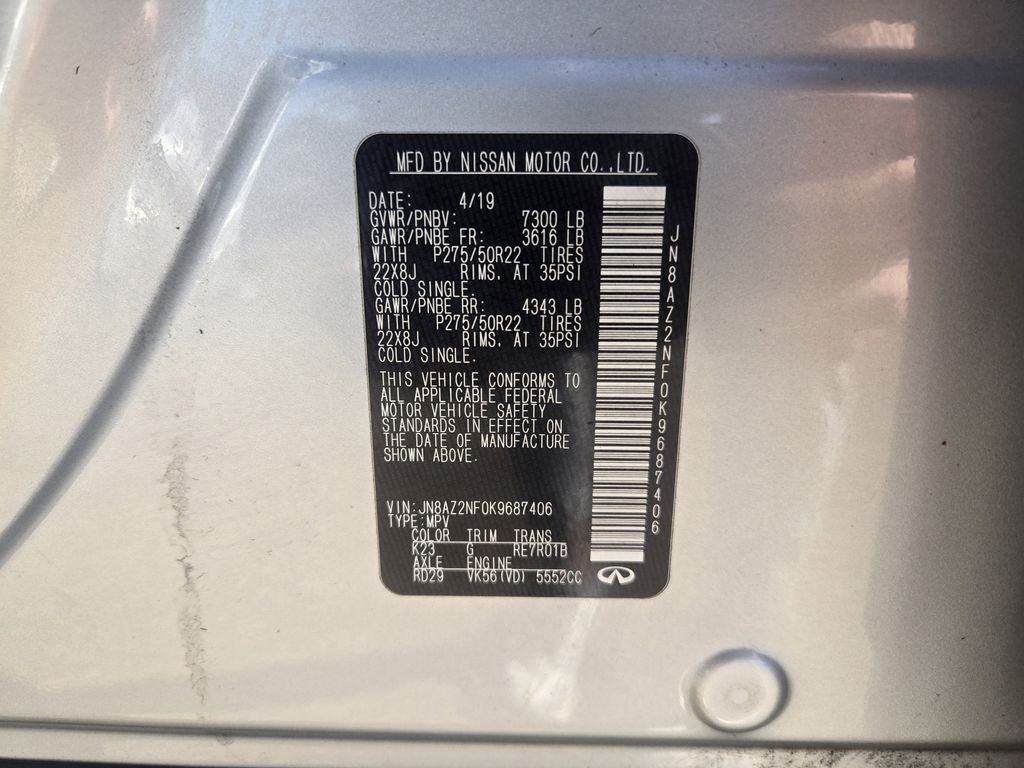 MFD BY NISSAN MOTOR CO.,LTD.
DATE: 4/19
GVWR/PNBV: 7300 LB
GAWR/PNBE FR: 3616 LB
WITH P275/50R22 TIRES
22X8J RIMS. AT 35PSI
COLD SINGLE.
GAWR/PNBE RR: 4343 LB
WITH P275/50R22 TIRES
22X8J RIMS. AT 35PSI
COLD SINGLE.
THIS VEHICLE CONFORMS TO
ALL APPLICABLE FEDERAL
MOTOR VEHICLE SAFETY
STANDARDS IN EFFECT ON
THE DATE OF MANUFACTURE
SHOWN ABOVE.
VIN:JN8AZ2NF0K9687406
TYPE:MPV
COLOR TRIM TRANS
K23 G RE7R01B
AXLE ENGINE
RD29 VK56(VD) 5552CC
JN8AZ2NF0K9687406